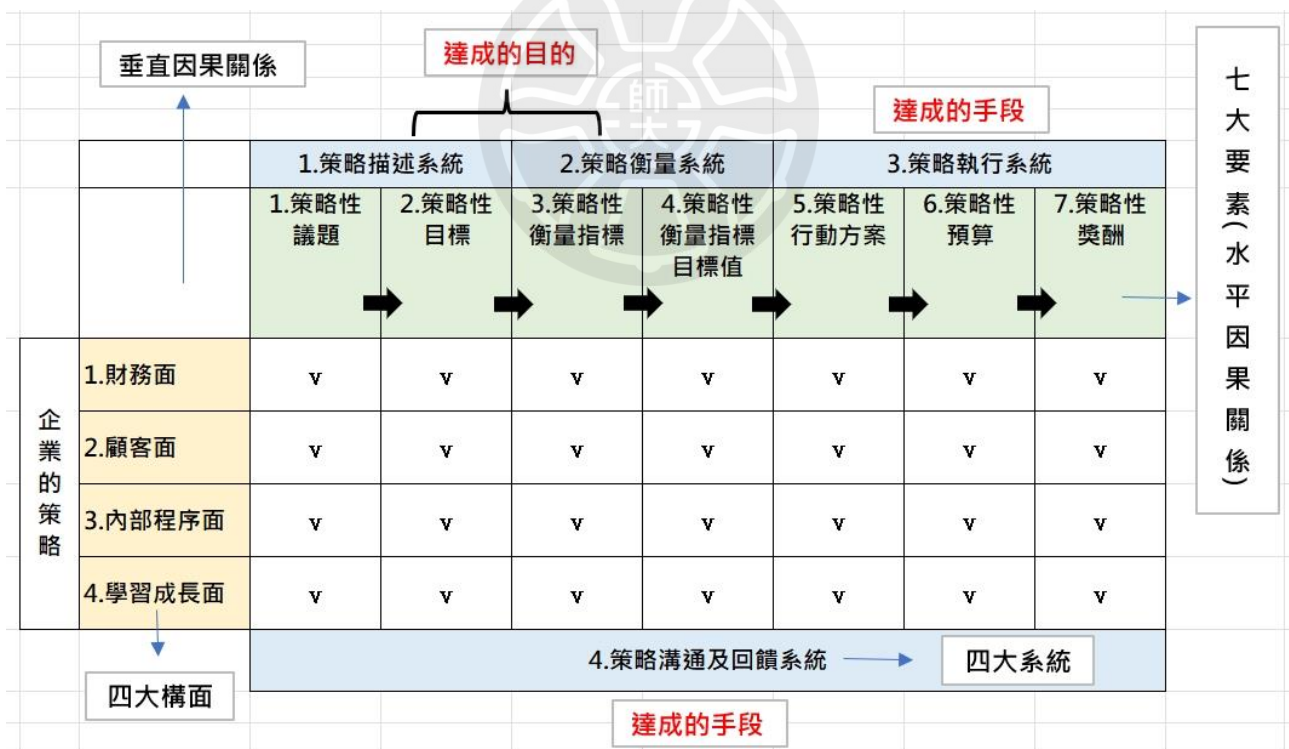 垂直因果關係
達成的目的
師大
達成的手段
七大要素(水平因果關係)
1.策略描述系統 2.策略衡量系統 3.策略執行系統
1.策略性 2.策略性 3.策略性 4.策略性 5.策略性 6.策略性 7.策略性
議題 目標 衡量指標 衡量指標 行動方案 預算 獎酬
目標值
企業的策略
1.財務面 v v v v v v v
2.顧客面 v v v v v v v
3.內部程序面 v v v v v v v
4.學習成長面 v v v v v v v
4.策略溝通及回饋系統 四大系統
四大構面
達成的手段